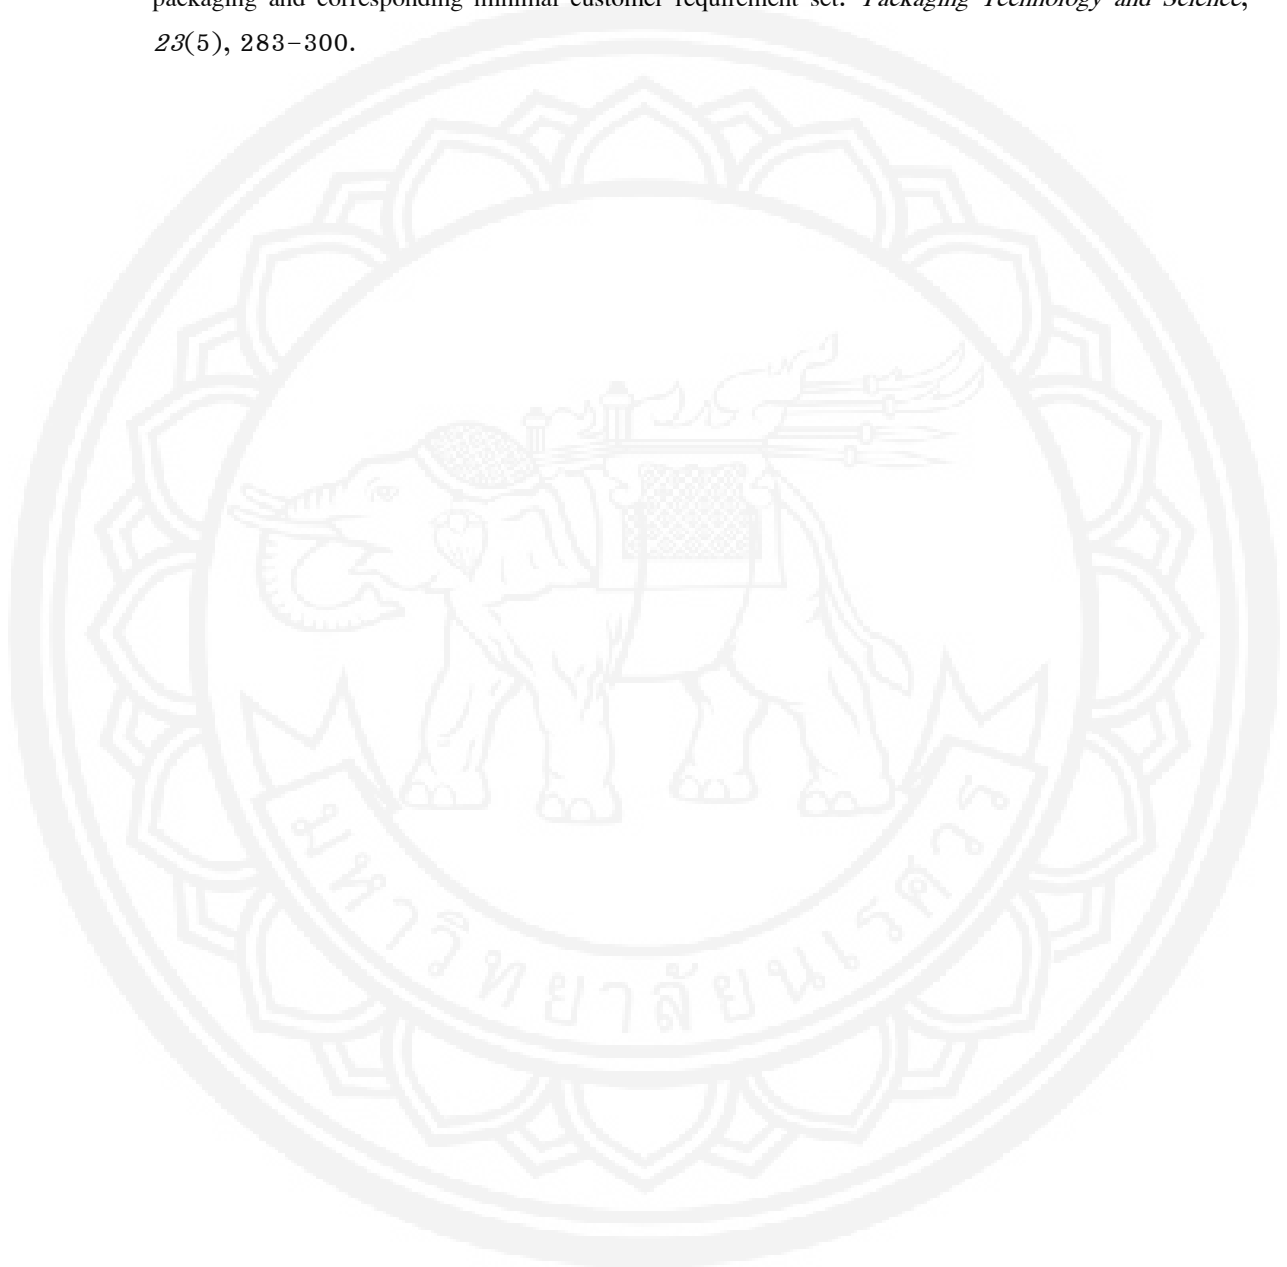 packaging and corresponding minimal customer requirement set. Packaging Technology and Science,
23(5), 283–300.
มหาวิทยาลัยนเรศวร